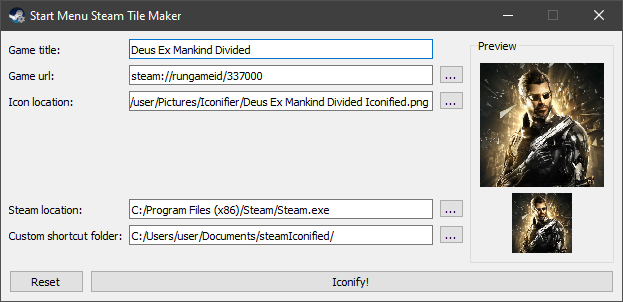 Start Menu Steam Tile Maker
Game title: Deus Ex Mankind Divided
Game url: steam://rungameid/337000 ...
Icon location: /user/Pictures/Iconifier/Deus Ex Mankind Divided Iconified.png ...
Steam location: C:/Program Files (x86)/Steam/Steam.exe ...
Custom shortcut folder: C:/Users/user/Documents/steamIconified/ ...
Preview
Reset Iconify!